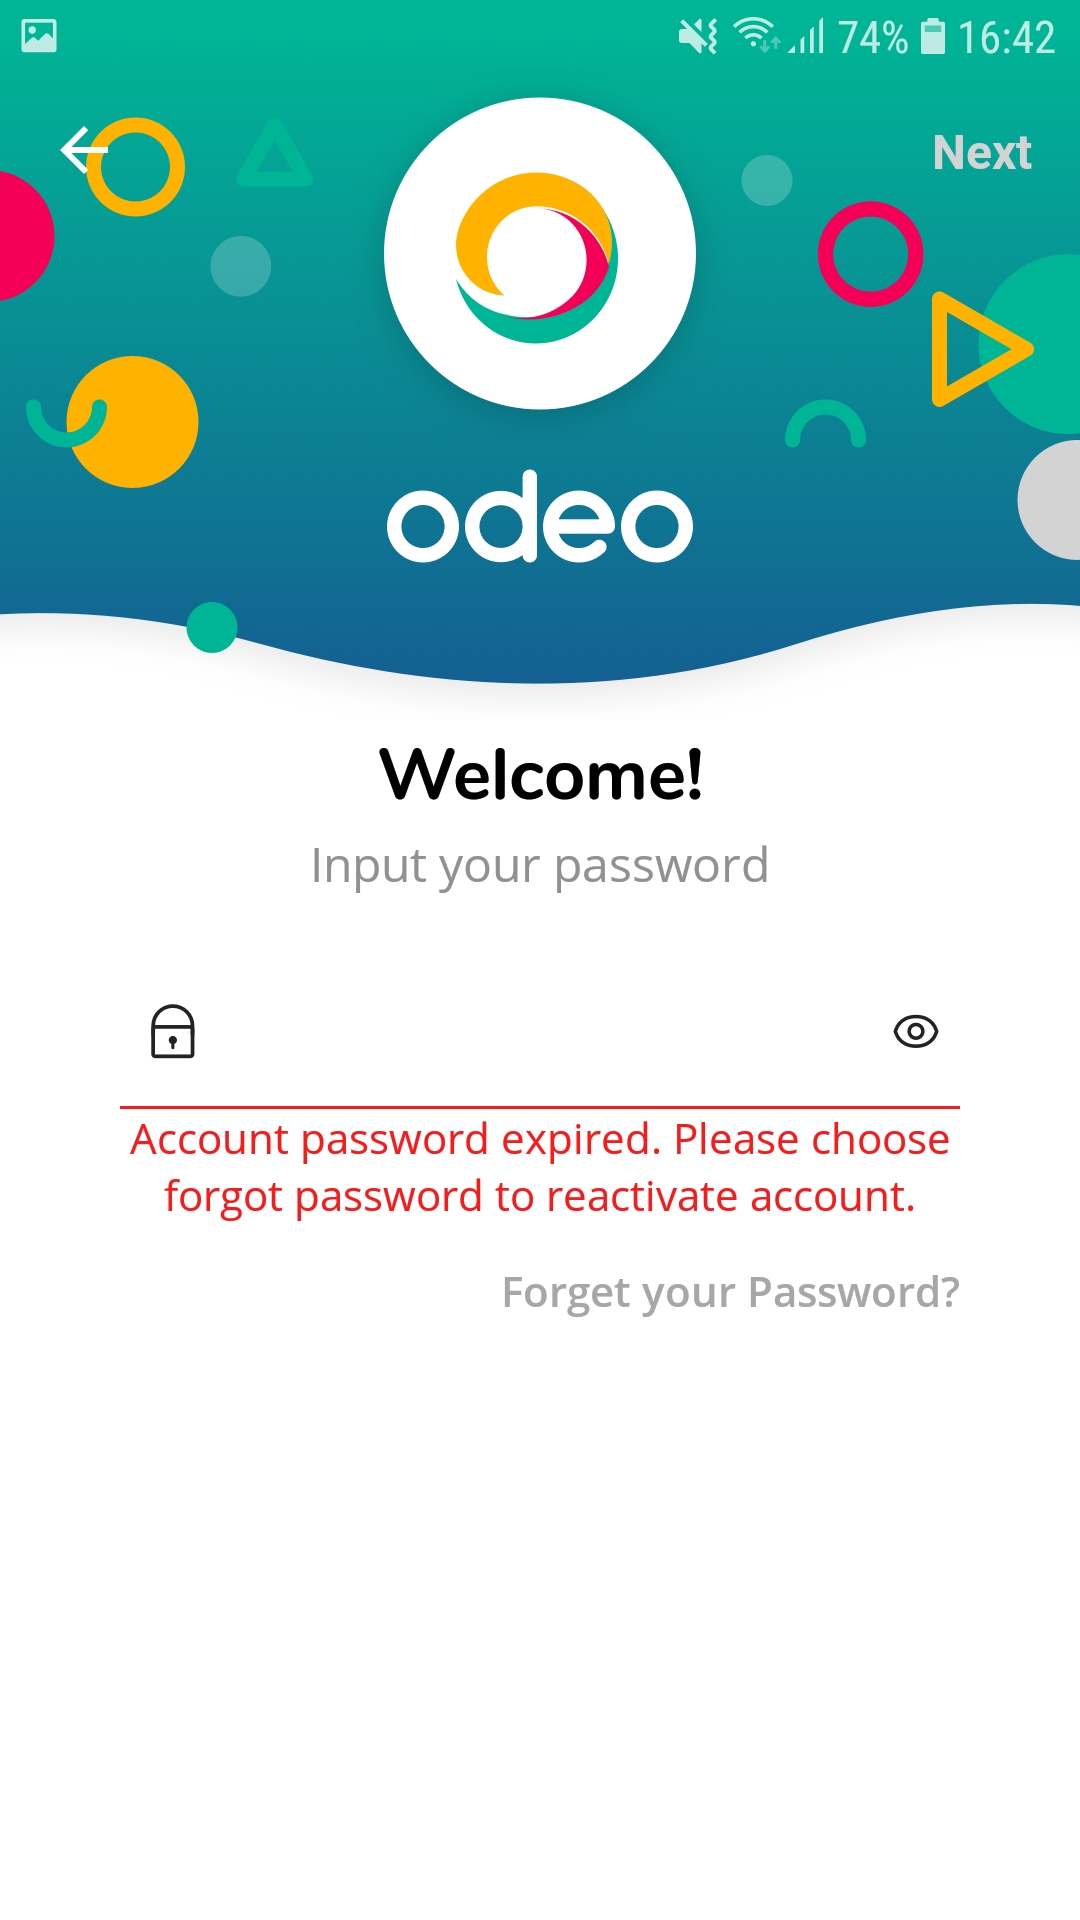 74% 16:42
Next
odeo
Welcome!
Input your password
Account password expired. Please choose
forgot password to reactivate account.
Forget your Password?